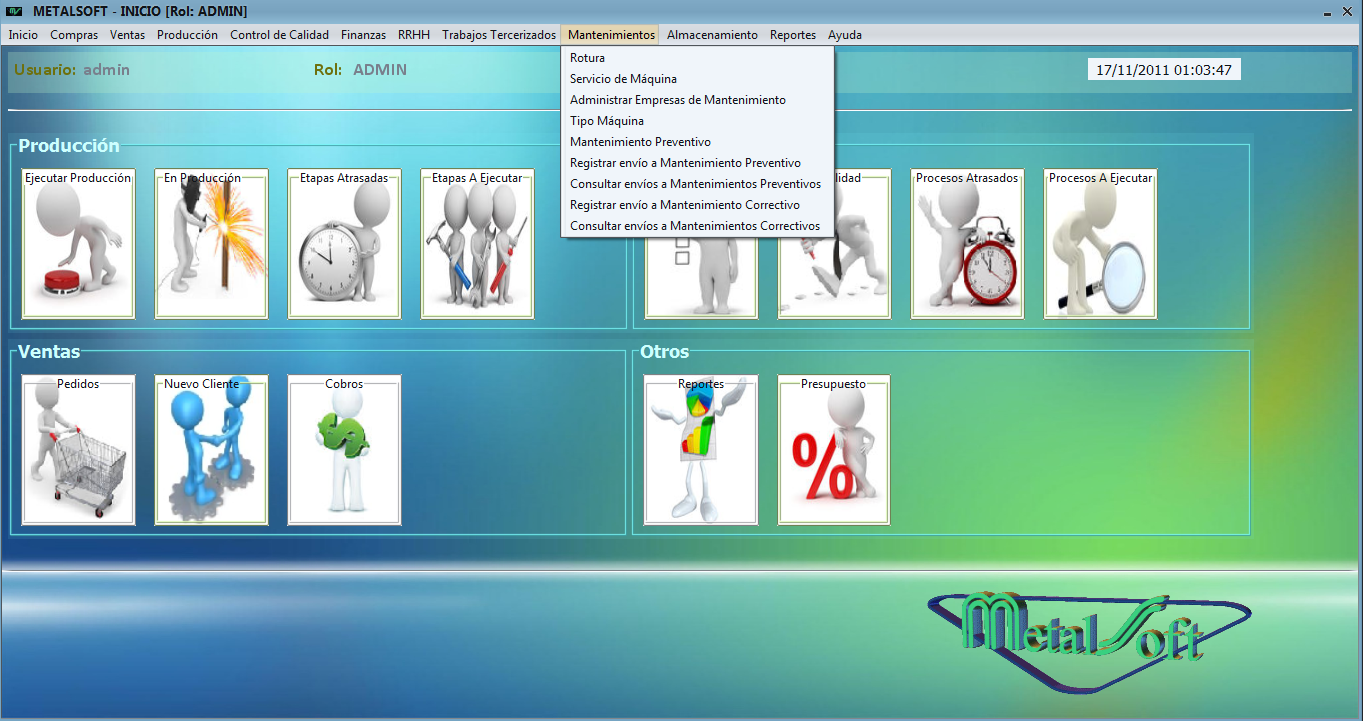 METALSOFT - INICIO [Rol: ADMIN]
Inicio Compras Ventas Producción Control de Calidad Finanzas RRHH Trabajos Tercerizados Mantenimientos Almacenamiento Reportes Ayuda
Usuario: admin Rol: ADMIN 17/11/2011 01:03:47
Rotura
Servicio de Máquina
Administrar Empresas de Mantenimiento
Tipo Máquina
Mantenimiento Preventivo
Registrar envío a Mantenimiento Preventivo
Consultar envíos a Mantenimientos Preventivos
Registrar envío a Mantenimiento Correctivo
Consultar envíos a Mantenimientos Correctivos
Producción
Ejecutar Producción En Producción Etapas Atrasadas Etapas A Ejecutar
lidad Procesos Atrasados Procesos A Ejecutar
Ventas
Pedidos Nuevo Cliente Cobros
Otros
Reportes Presupuesto
%
MetalSoft